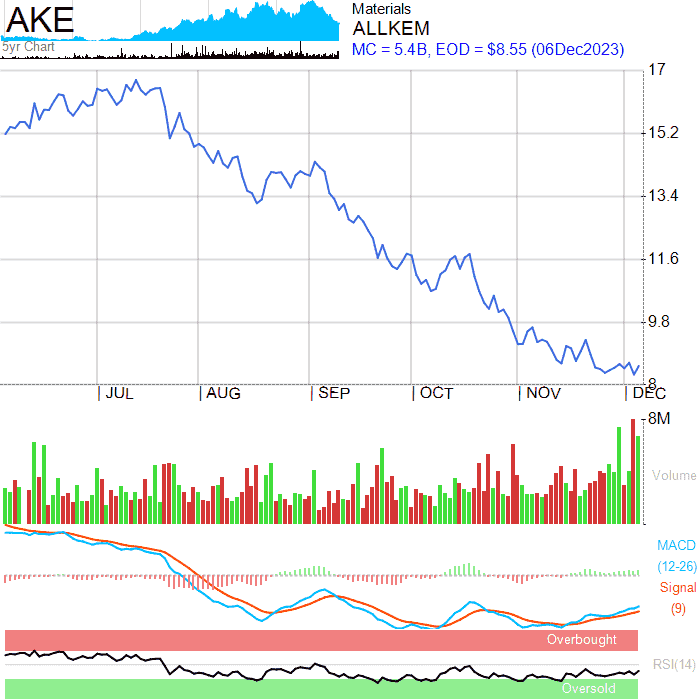 AKE
5yr Chart
Materials
ALLKEM
MC = 5.4B, EOD = $8.55 (06Dec2023)
17
15.2
13.4
11.6
9.8
8
JUL
AUG
SEP
OCT
NOV
DEC
8M
Volume
MACD
(12-26)
Signal
(9)
Overbought
RSI(14)
Oversold